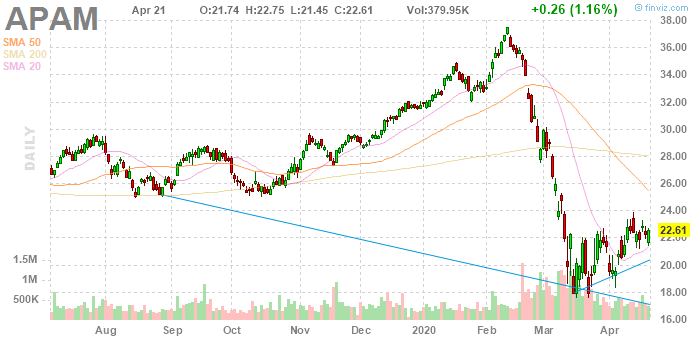 APAM
Apr 21 O:21.74 H:22.75 L:21.45 C:22.61 Vol:379.95K +0.26 (1.16%)
© finviz.com
SMA 50
SMA 200
SMA 20
DAILY
38.00
36.00
34.00
32.00
30.00
28.00
26.00
24.00
22.61
22.00
20.00
18.00
16.00
1.5M
1M
500K
Aug Sep Oct Nov Dec 2020 Feb Mar Apr